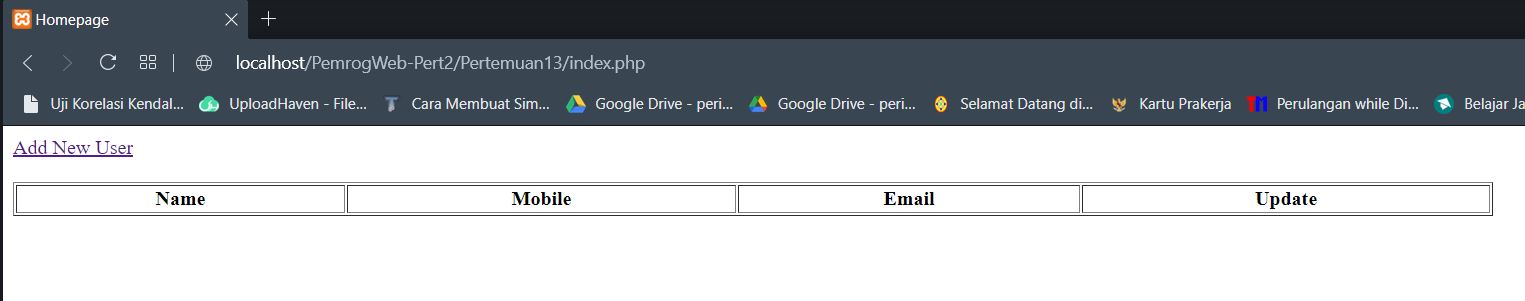 Homepage
localhost/PemrogWeb-Pert2/Pertemuan13/index.php
Uji Korelasi Kendal... UploadHaven - File... Cara Membuat Sim... Google Drive - peri... Google Drive - peri... Selamat Datang di... Kartu Prakerja TM Perulangan while Di... Belajar Ja
Add New User
Name Mobile Email Update